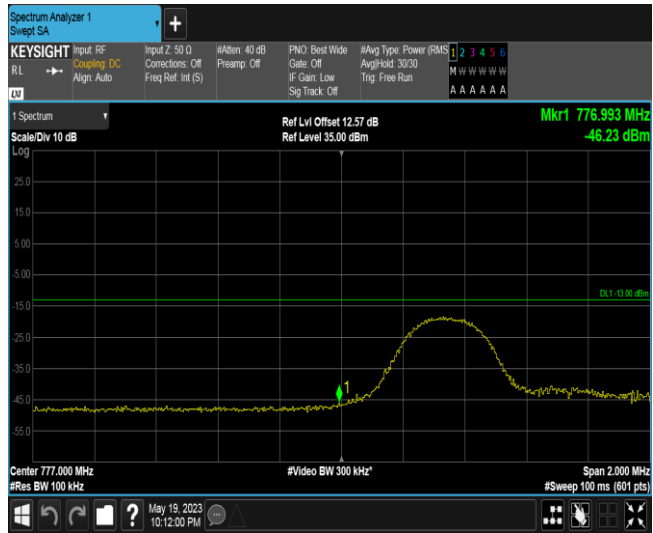 Spectrum Analyzer 1
Swept SA
+
KEYSIGHT
RL
LXI
Input: RF
Coupling: DC
Align: Auto
Input Z: 50 Ω
Corrections: Off
Freq Ref: Int (S)
#Atten: 40 dB
Preamp: Off
PNO: Best Wide
Gate: Off
IF Gain: Low
Sig Track: Off
#Avg Type: Power (RMS
Avg|Hold: 30/30
Trig: Free Run
1 2 3 4 5 6
M W W W W W
A A A A A A
1 Spectrum
Scale/Div 10 dB
Log
Ref Lvl Offset 12.57 dB
Ref Level 35.00 dBm
Mkr1 776.993 MHz
-46.23 dBm
25.0
15.0
5.00
-5.00
DL1 -13.00 dBm
-15.0
-25.0
-35.0
1
-45.0
-55.0
Center 777.000 MHz
#Res BW 100 kHz
#Video BW 300 kHz*
Span 2.000 MHz
#Sweep 100 ms (601 pts)
?
May 19, 2023
10:12:00 PM